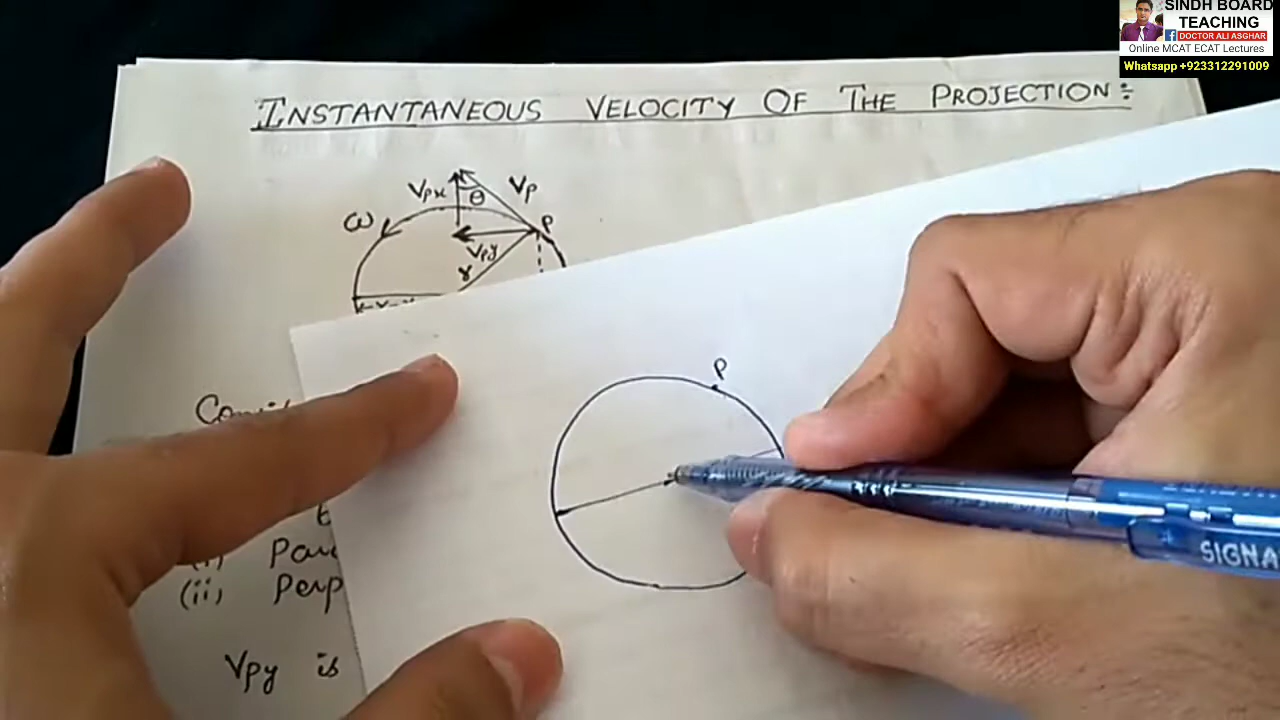 SINDH BOARD
TEACHING
DOCTOR ALI ASGHAR
Online MCAT ECAT Lectures
Whatsapp +923312291009
INSTANTANEOUS VELOCITY OF THE PROJECTION:
Vpx θ Vp
ω P
Vpy
r
P
(i)
(ii) Perp
Vpy is
SIGNA